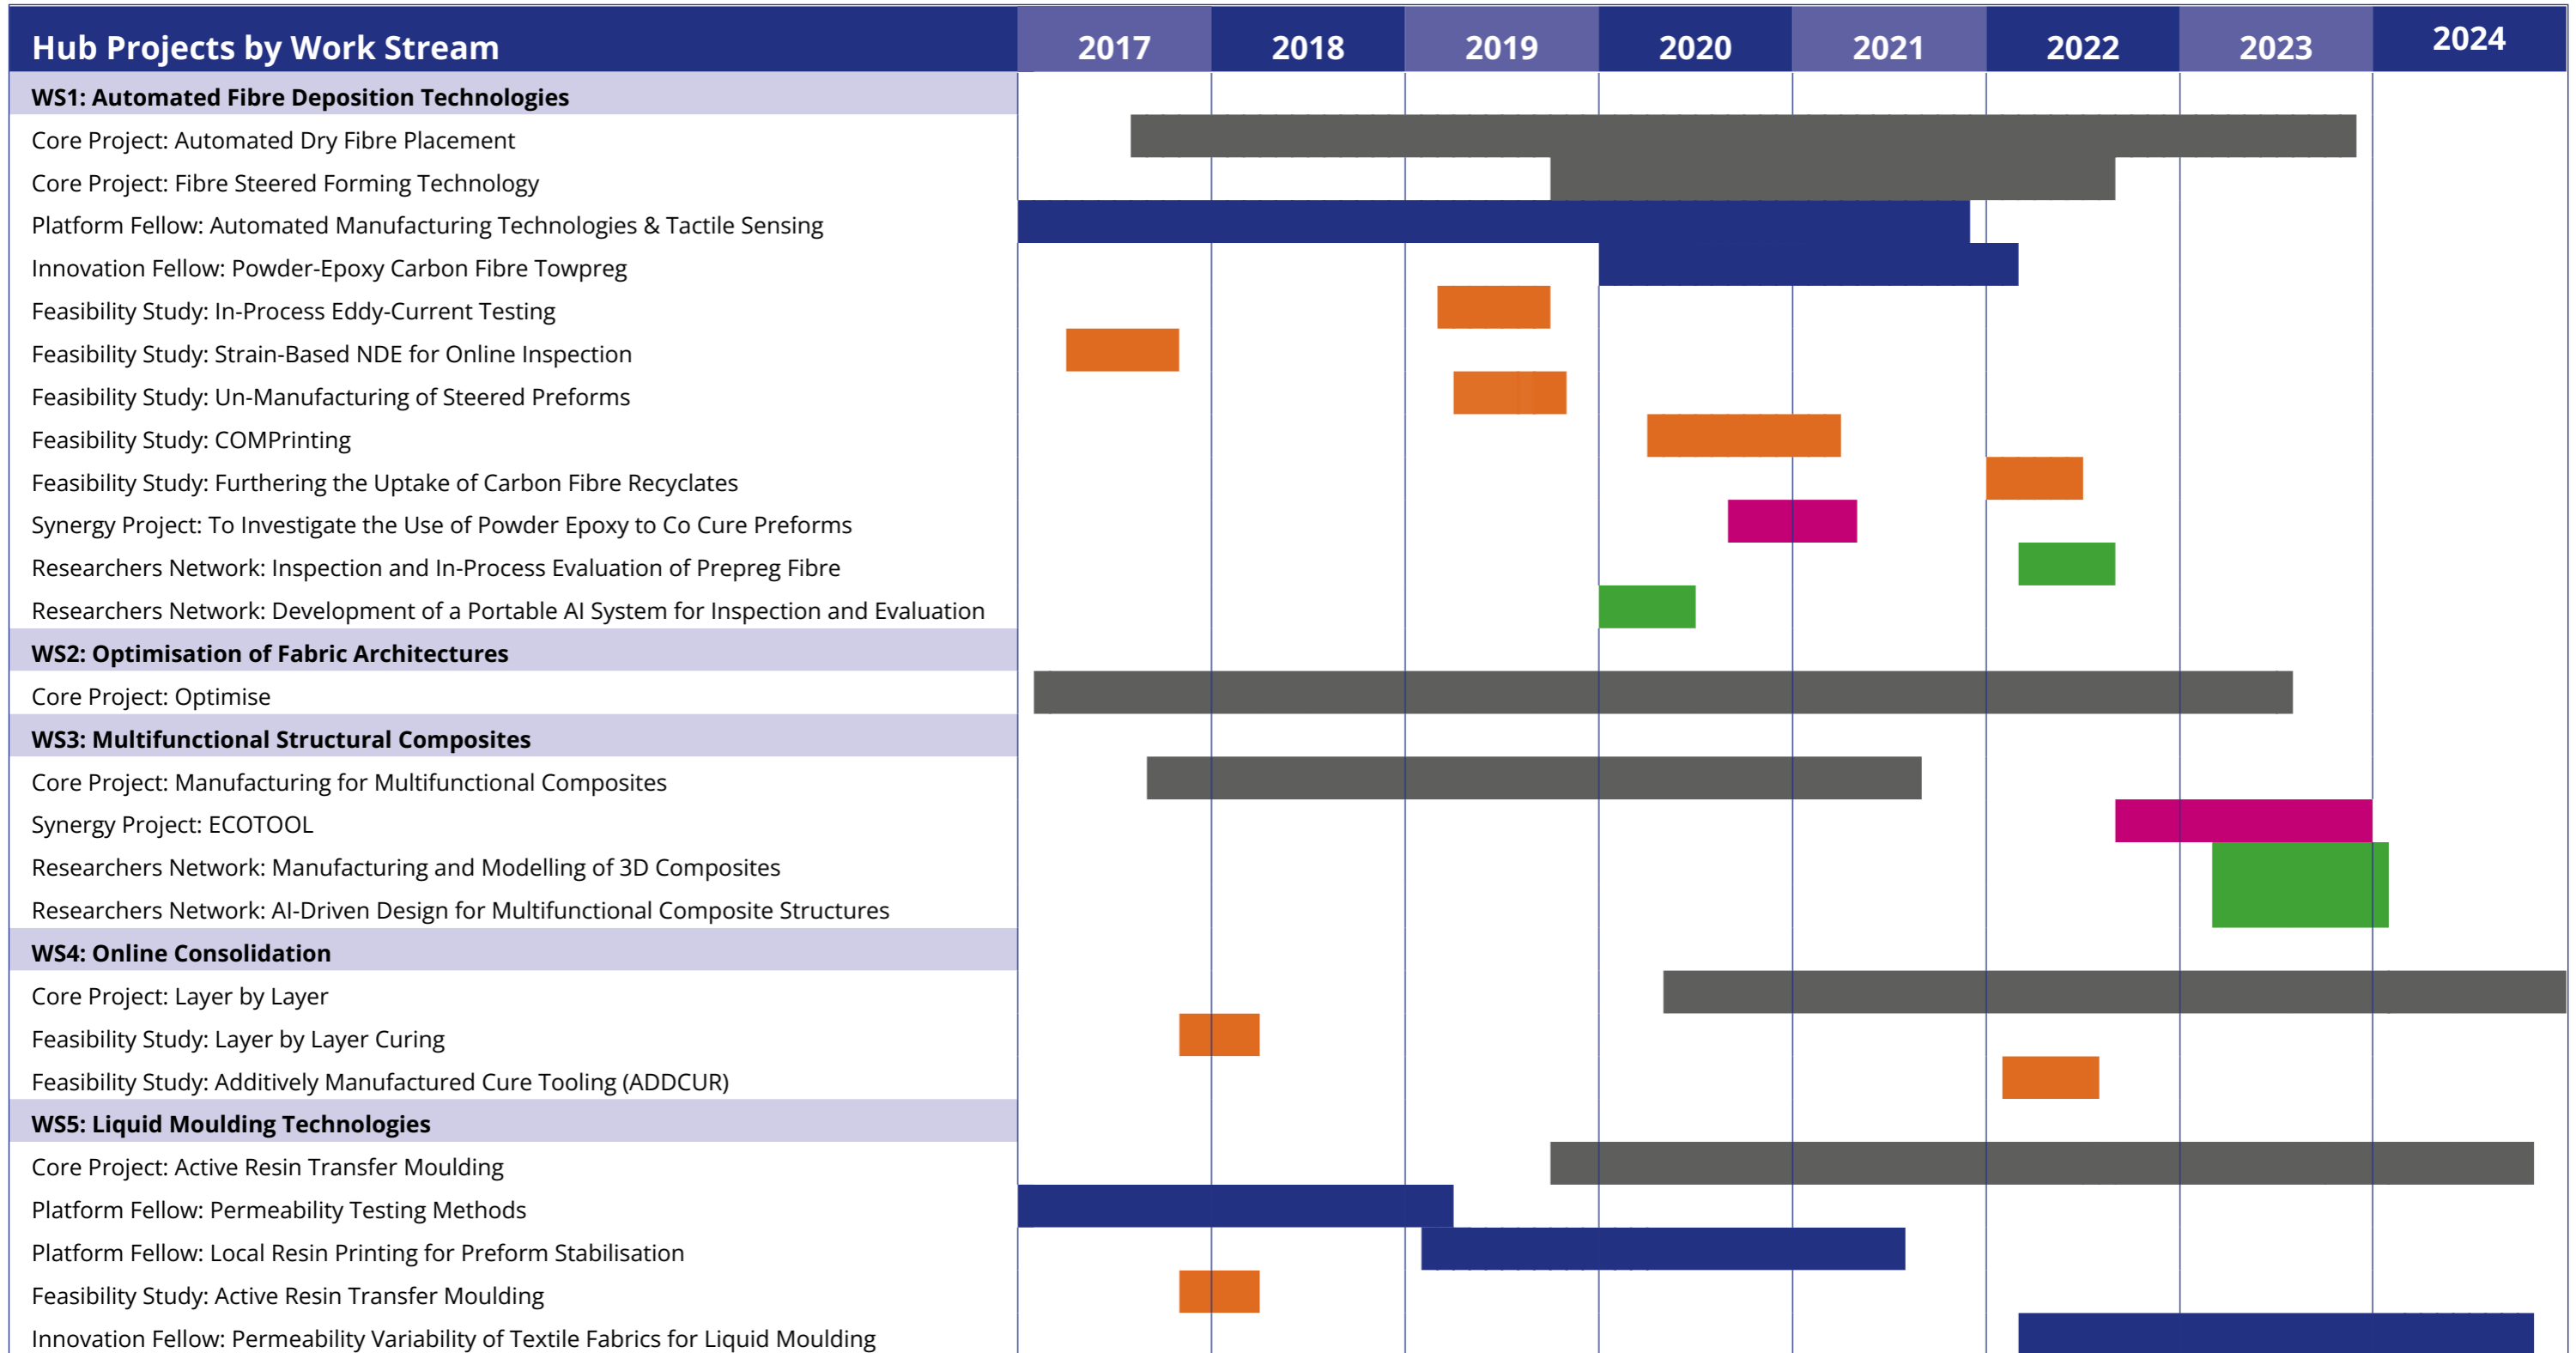 Hub Projects by Work Stream 2017 2018 2019 2020 2021 2022 2023 2024
WS1: Automated Fibre Deposition Technologies
Core Project: Automated Dry Fibre Placement
Core Project: Fibre Steered Forming Technology
Platform Fellow: Automated Manufacturing Technologies & Tactile Sensing
Innovation Fellow: Powder-Epoxy Carbon Fibre Towpreg
Feasibility Study: In-Process Eddy-Current Testing
Feasibility Study: Strain-Based NDE for Online Inspection
Feasibility Study: Un-Manufacturing of Steered Preforms
Feasibility Study: COMPrinting
Feasibility Study: Furthering the Uptake of Carbon Fibre Recyclates
Synergy Project: To Investigate the Use of Powder Epoxy to Co Cure Preforms
Researchers Network: Inspection and In-Process Evaluation of Prepreg Fibre
Researchers Network: Development of a Portable AI System for Inspection and Evaluation
WS2: Optimisation of Fabric Architectures
Core Project: Optimise
WS3: Multifunctional Structural Composites
Core Project: Manufacturing for Multifunctional Composites
Synergy Project: ECOTOOL
Researchers Network: Manufacturing and Modelling of 3D Composites
Researchers Network: AI-Driven Design for Multifunctional Composite Structures
WS4: Online Consolidation
Core Project: Layer by Layer
Feasibility Study: Layer by Layer Curing
Feasibility Study: Additively Manufactured Cure Tooling (ADDCUR)
WS5: Liquid Moulding Technologies
Core Project: Active Resin Transfer Moulding
Platform Fellow: Permeability Testing Methods
Platform Fellow: Local Resin Printing for Preform Stabilisation
Feasibility Study: Active Resin Transfer Moulding
Innovation Fellow: Permeability Variability of Textile Fabrics for Liquid Moulding